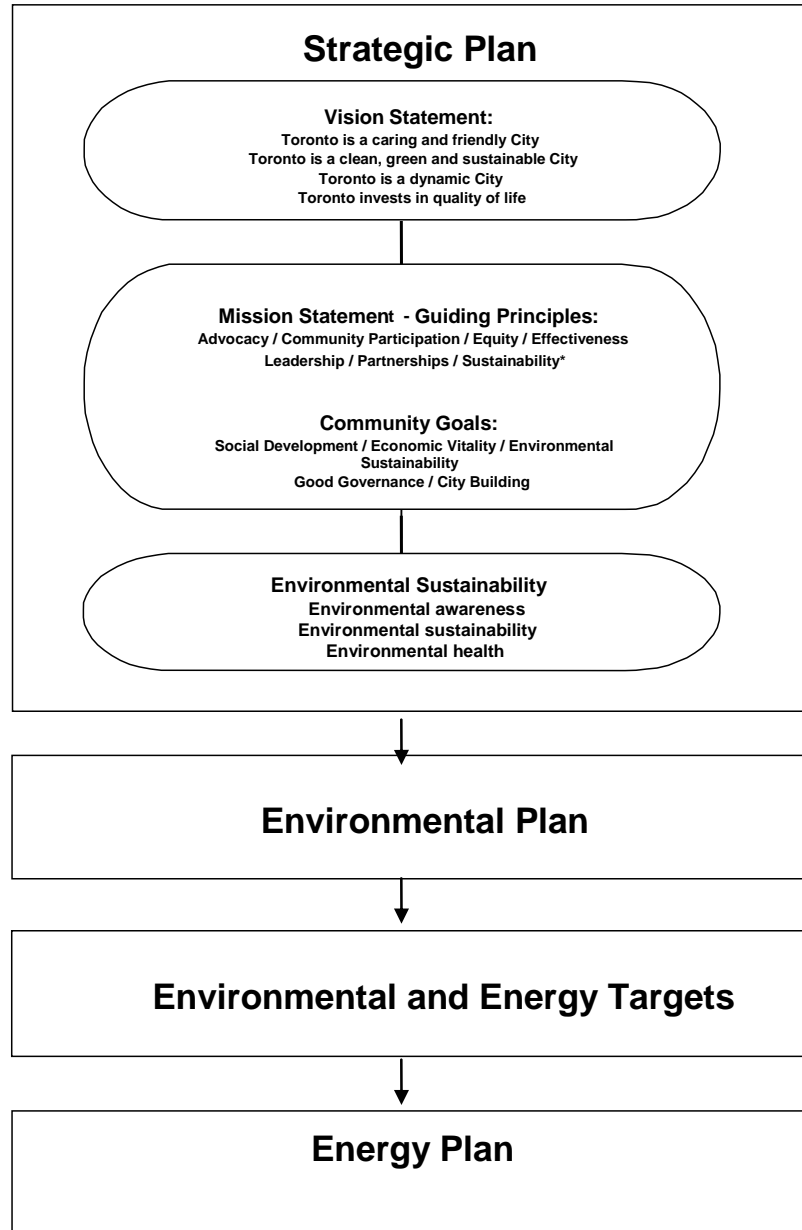 Strategic Plan
Vision Statement:
Toronto is a caring and friendly City
Toronto is a clean, green and sustainable City
Toronto is a dynamic City
Toronto invests in quality of life
Mission Statement - Guiding Principles:
Advocacy / Community Participation / Equity / Effectiveness
Leadership / Partnerships / Sustainability*
Community Goals:
Social Development / Economic Vitality / Environmental
Sustainability
Good Governance / City Building
Environmental Sustainability
Environmental awareness
Environmental sustainability
Environmental health
Environmental Plan
Environmental and Energy Targets
Energy Plan